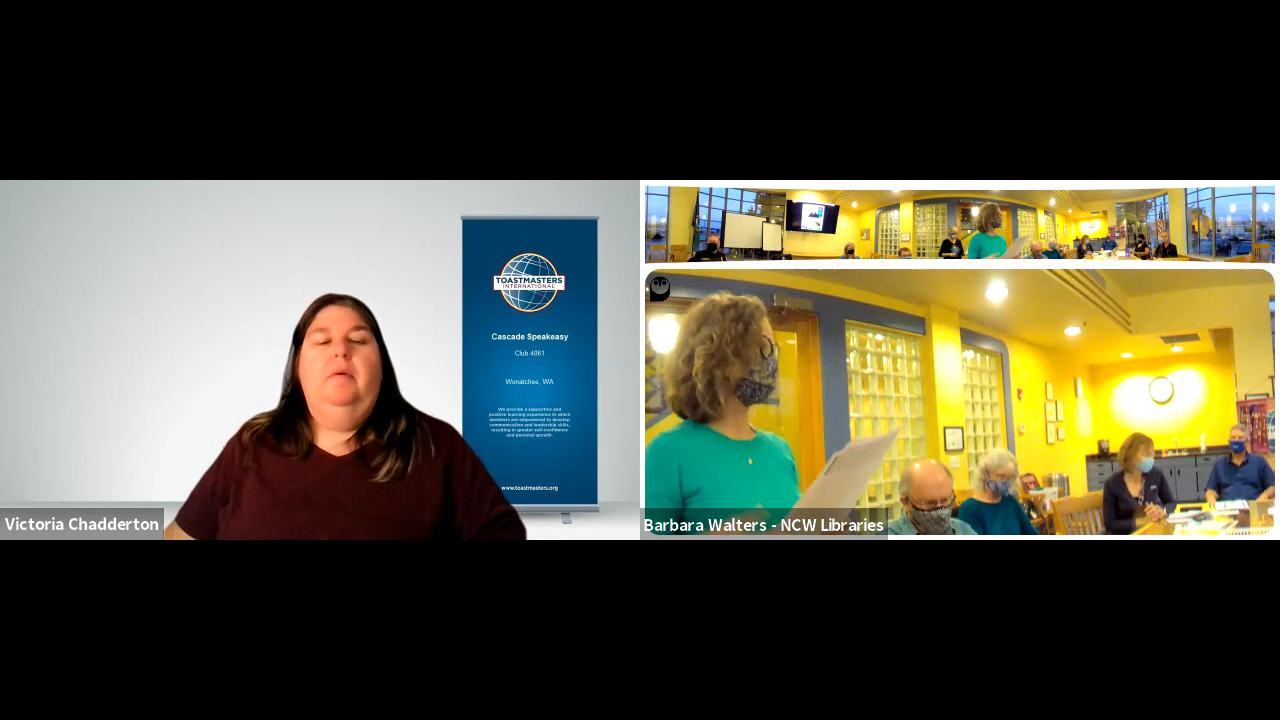 TOASTMASTERS
INTERNATIONAL
Cascade Speakeasy
Club 4061
Wenatchee, WA
We provide a supportive and
positive learning experience in which
members are empowered to develop
communication and leadership skills,
resulting in greater self-confidence
and personal growth.
www.toastmasters.org
Victoria Chadderton
Barbara Walters - NCW Libraries